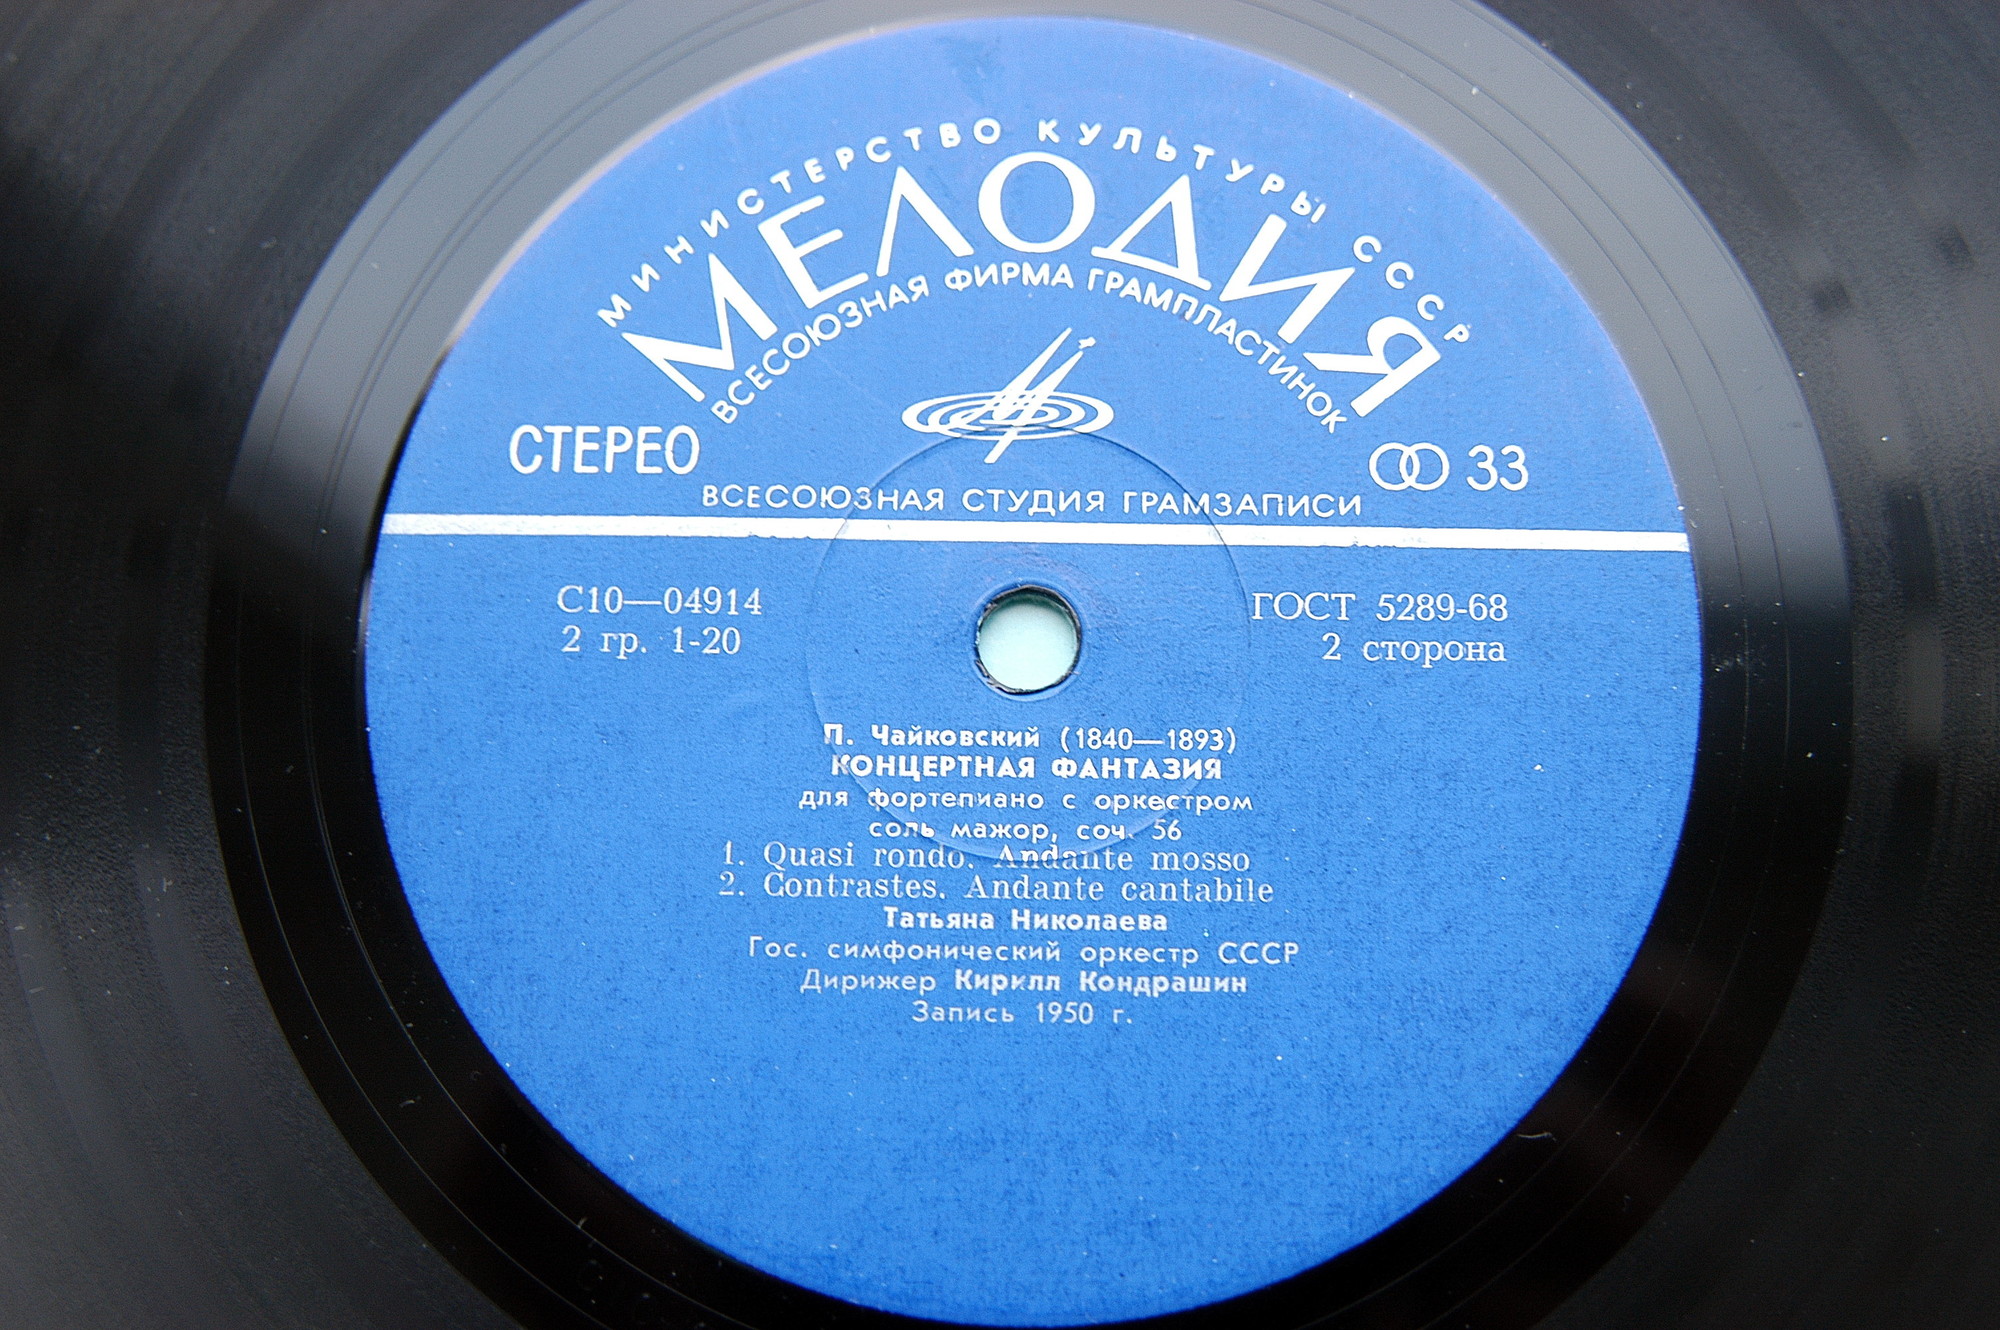 МИНИСТЕРСТВО КУЛЬТУРЫ СССР
МЕЛОДИЯ
ВСЕСОЮЗНАЯ ФИРМА ГРАМПЛАСТИНОК
СТЕРЕО
33
ВСЕСОЮЗНАЯ СТУДИЯ ГРАМЗАПИСИ
С10—04914
ГОСТ 5289-68
2 гр. 1-20
2 сторона
П. Чайковский (1840—1893)
КОНЦЕРТНАЯ ФАНТАЗИЯ
для фортепиано с оркестром
соль мажор, соч. 56
1. Quasi rondo. Andante mosso
2. Contrastes. Andante cantabile
Татьяна Николаева
Гос. симфонический оркестр СССР
Дирижер Кирилл Кондрашин
Запись 1950 г.